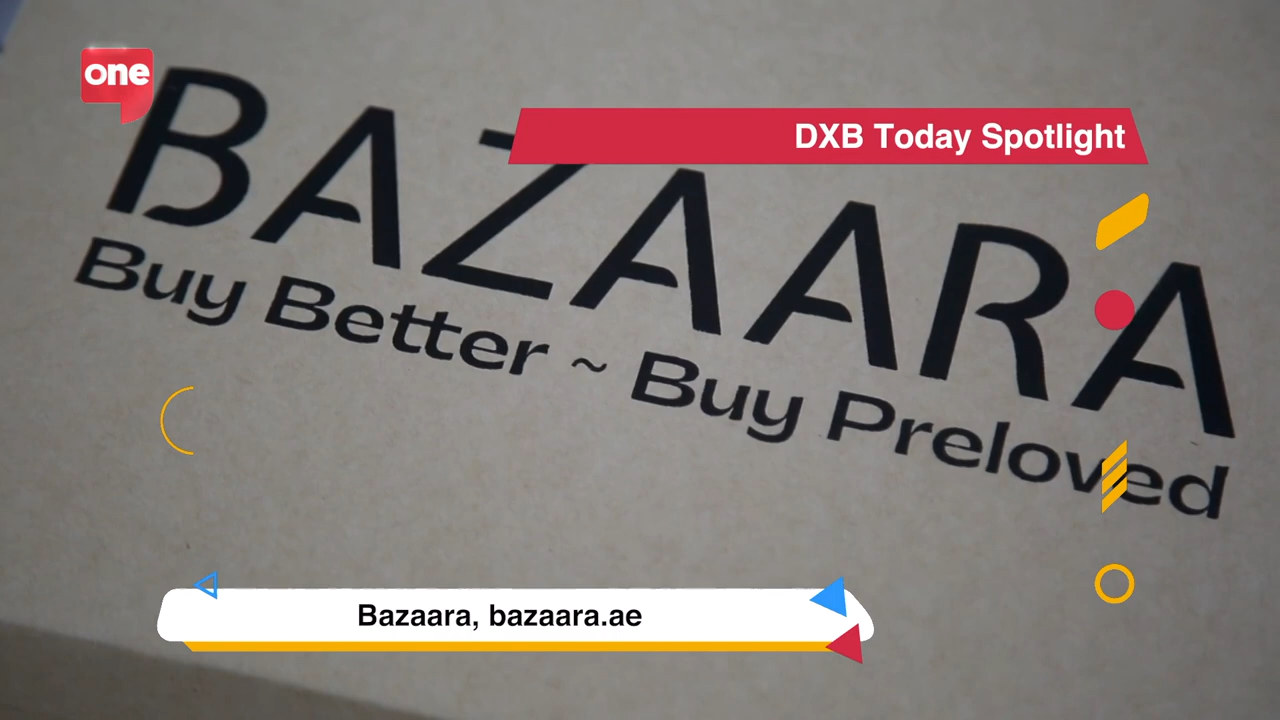 one
DXB Today Spotlight
BAZAARA
Buy Better ~ Buy Preloved
Bazaara, bazaara.ae